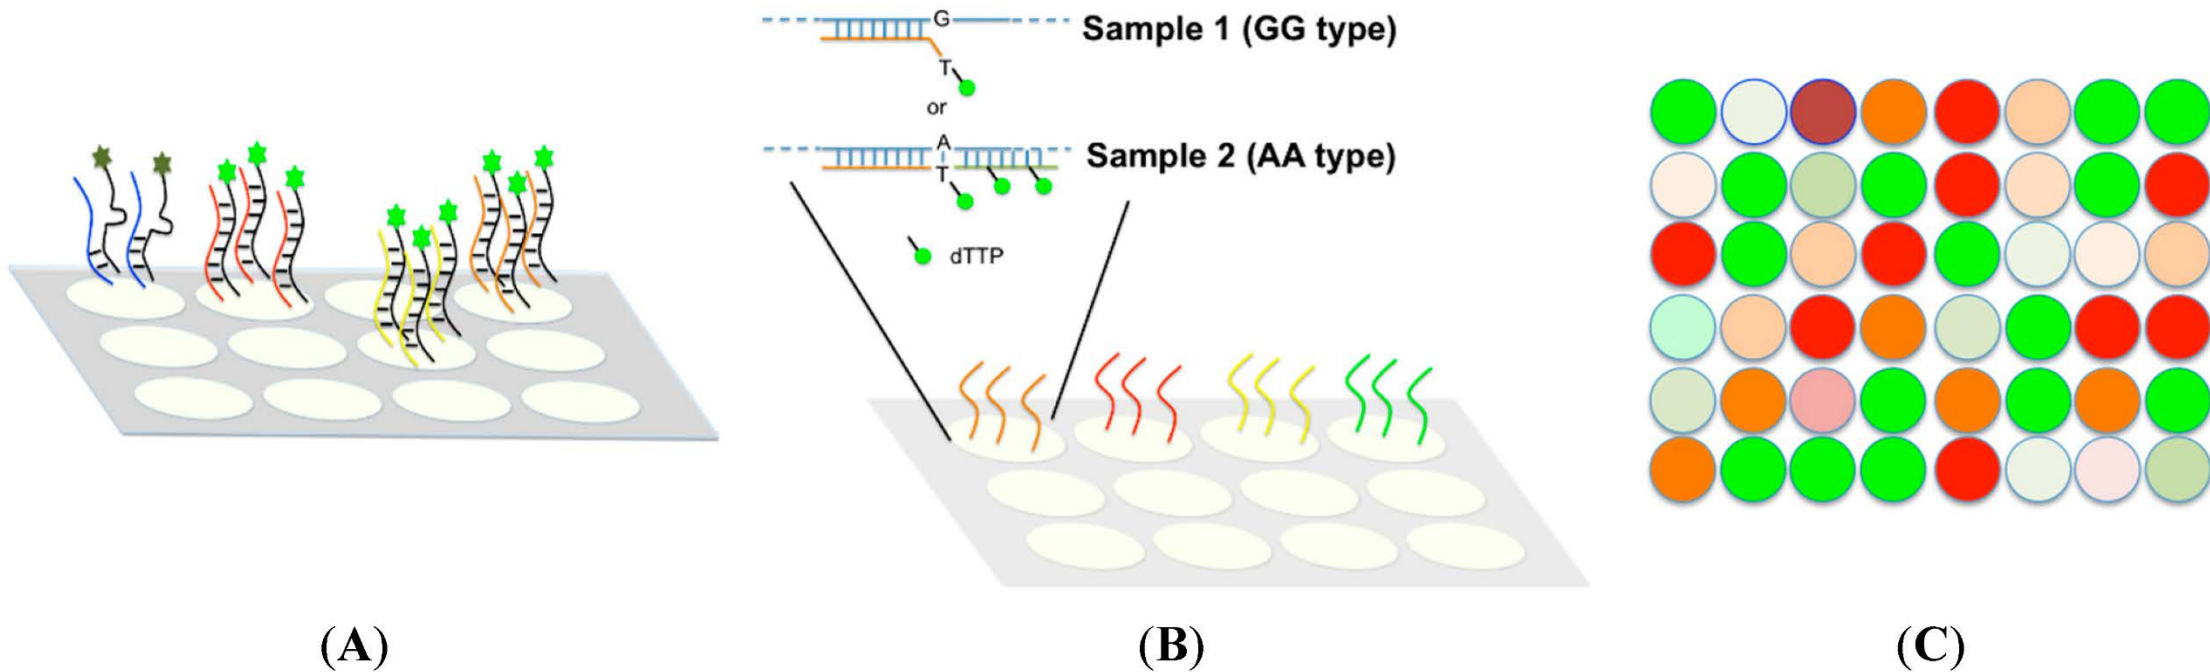 G
Sample 1 (GG type)
T
or
A
Sample 2 (AA type)
T
dTTP
(A)
(B)
(C)